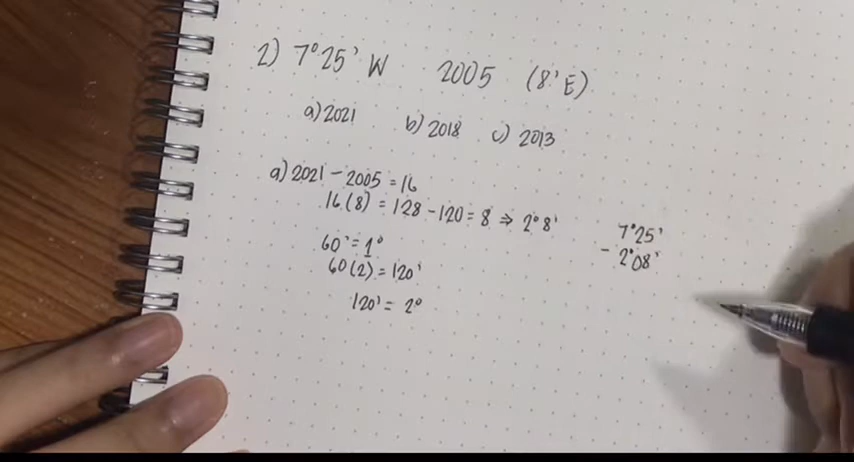 2) 7°25' W 2005 (8'E)
a) 2021 b) 2018 c) 2013
a) 2021 - 2005 = 16
16(8) = 128 - 120 = 8 ⇒ 2° 8'
60' = 1°
60(2) = 120'
120' = 2°
7°25'
- 2°08'